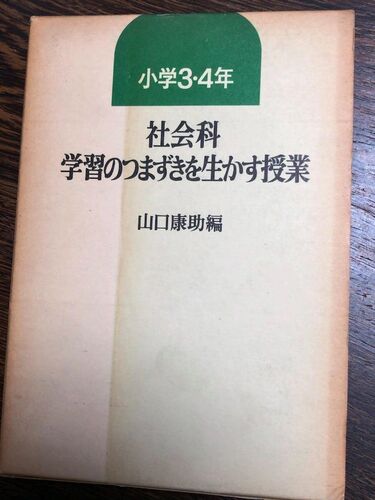 小学3·4年
社会科
学習のつまずきを生かす授業
山口康助編